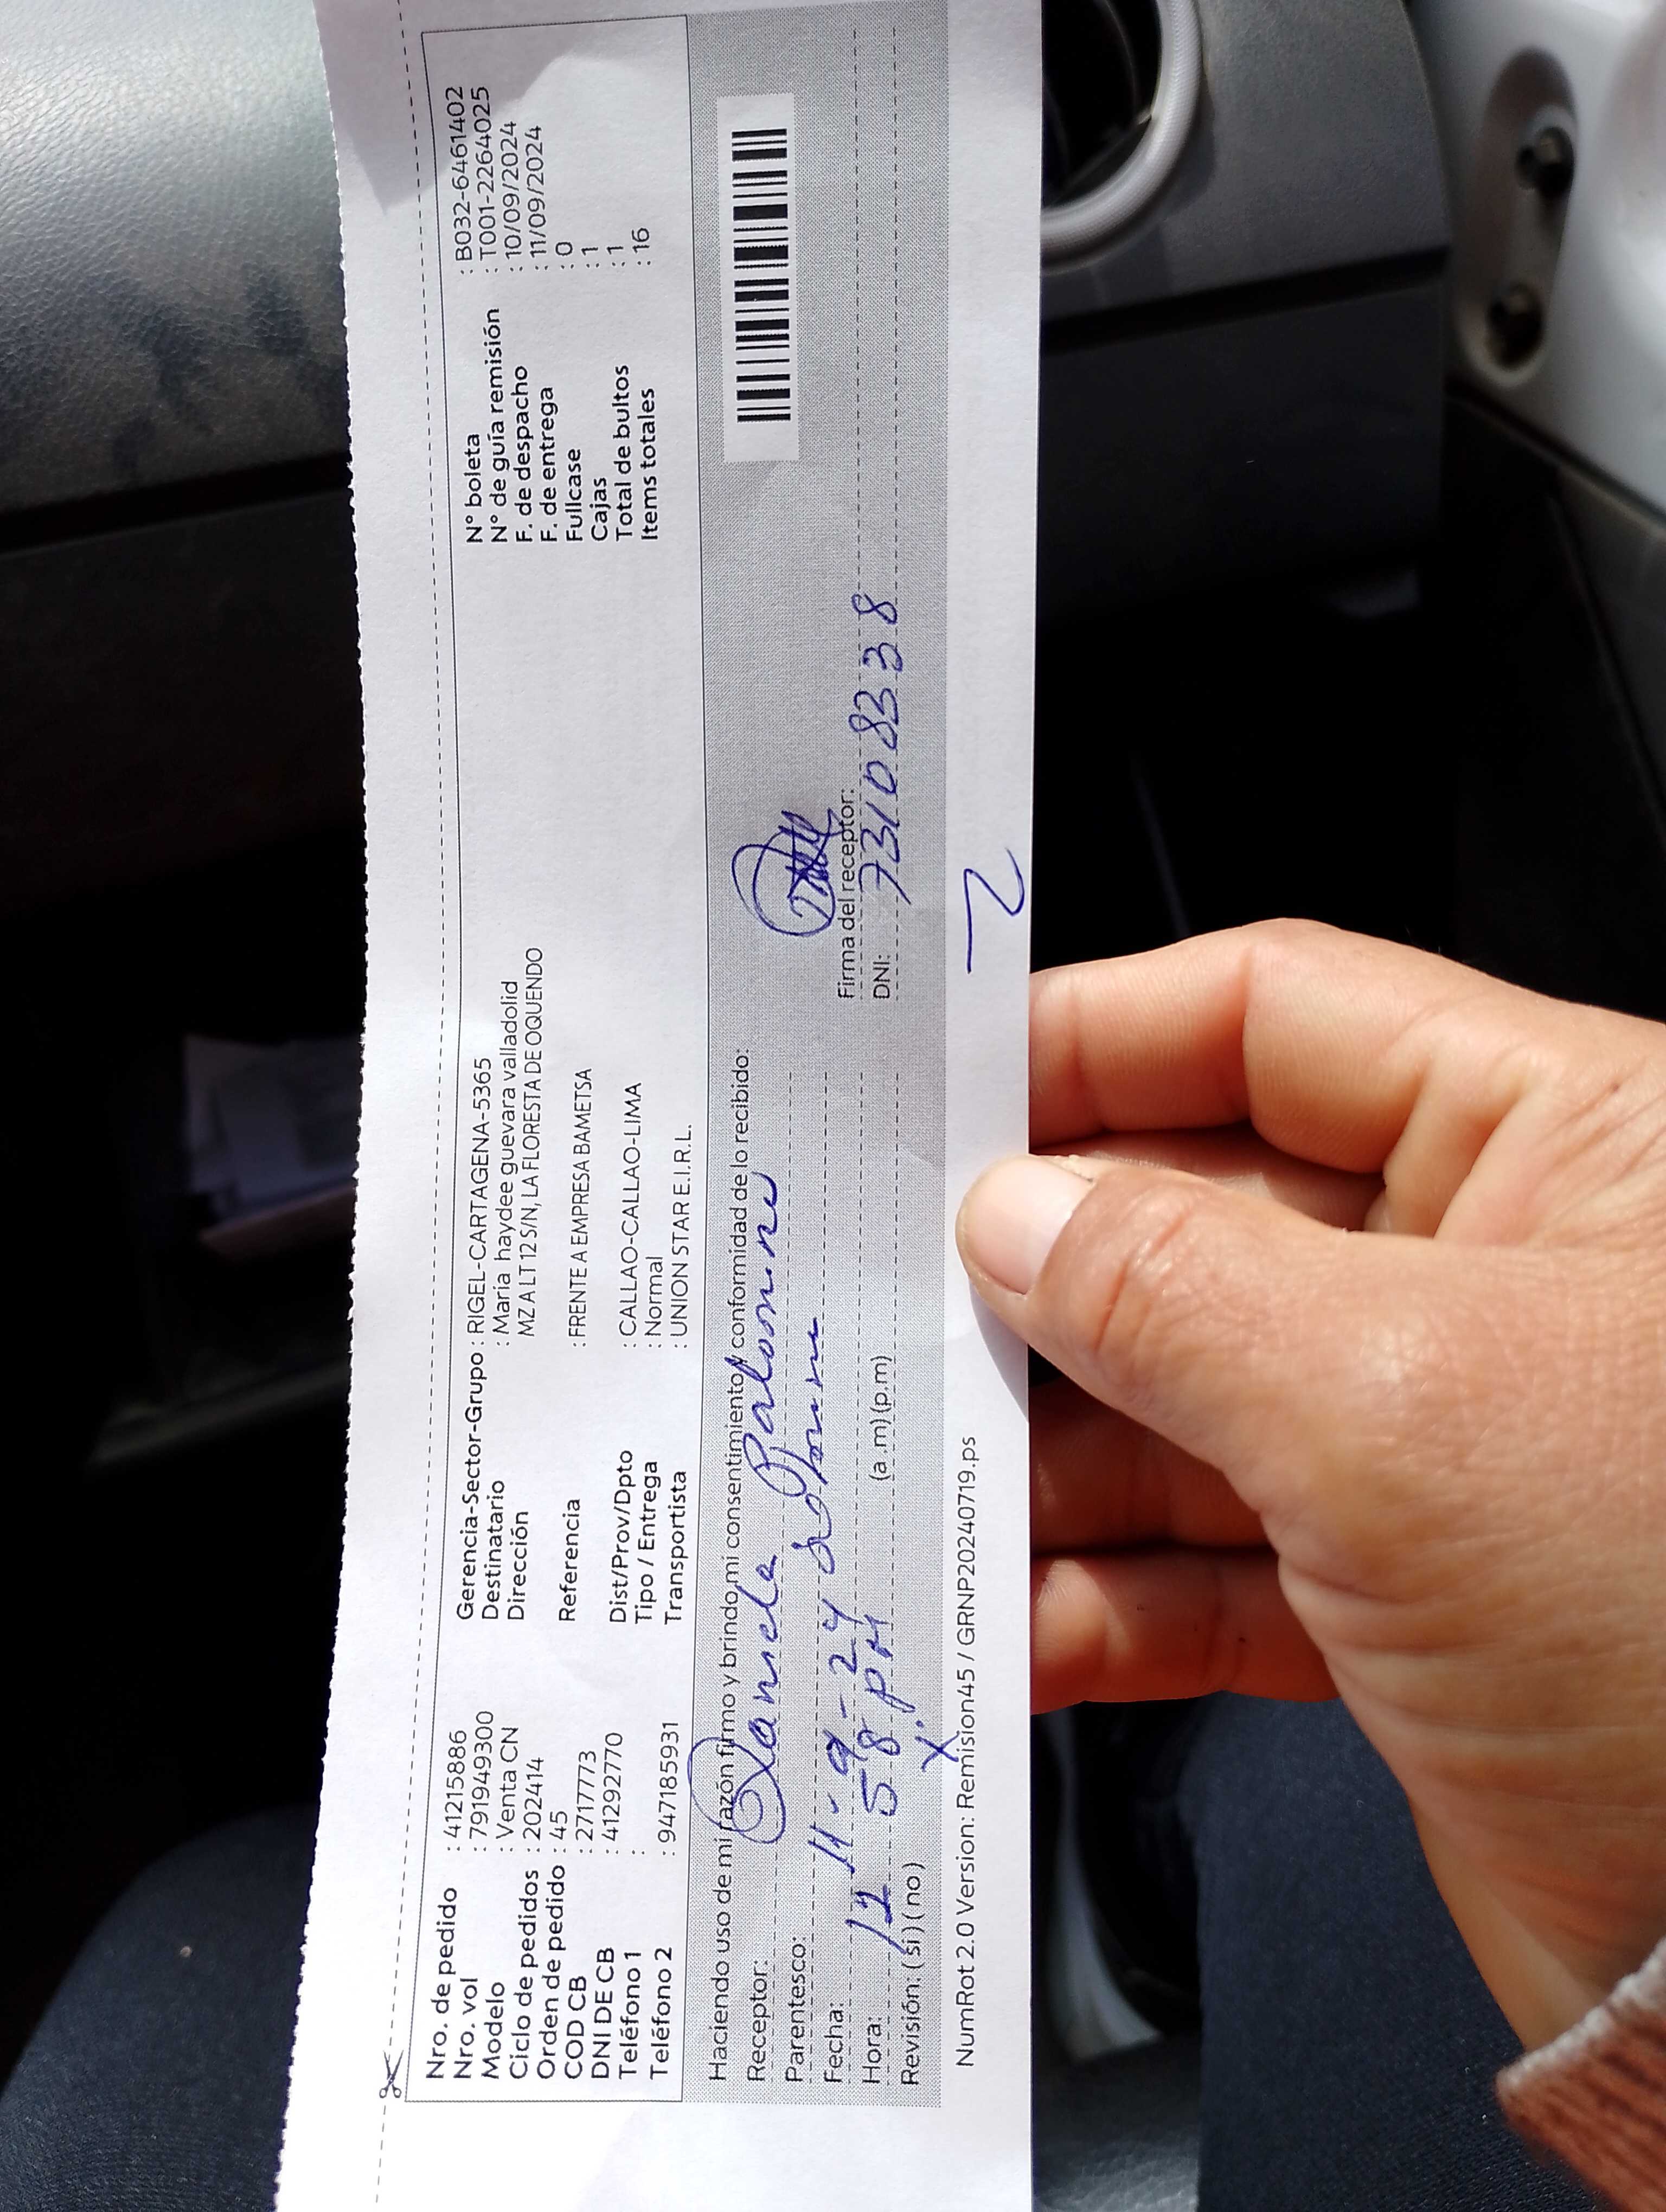 Nro. de pedido : 41215886
Nro. vol : 791949300
Modelo : Venta CN
Ciclo de pedidos : 202414
Orden de pedido : 45
COD CB : 2717773
DNI DE CB : 41292770
Teléfono 1 :
Teléfono 2 : 947185931
Gerencia-Sector-Grupo : RIGEL-CARTAGENA-5365
Destinatario : Maria haydee guevara valladolid
Dirección MZ A LT 12 S/N, LA FLORESTA DE OQUENDO
Referencia : FRENTE A EMPRESA BAMETSA
Dist/Prov/Dpto : CALLAO-CALLAO-LIMA
Tipo / Entrega : Normal
Transportista : UNION STAR E.I.R.L.
N° boleta : B032-6461402
N° de guía remisión : T001-2264025
F. de despacho : 10/09/2024
F. de entrega : 11/09/2024
Fullcase : 0
Cajas : 1
Total de bultos : 1
Items totales : 16
Haciendo uso de mi razón firmo y brindo mi consentimiento y conformidad de lo recibido:
Receptor: Palomino
Parentesco:
Fecha: 11-9-24
Hora: 12 58 PM (a.m) (p.m)
Revisión: (si) (no) X
Firma del receptor:
DNI: 73108338
NumRot 2.0 Version: Remision45 / GRNP20240719.ps